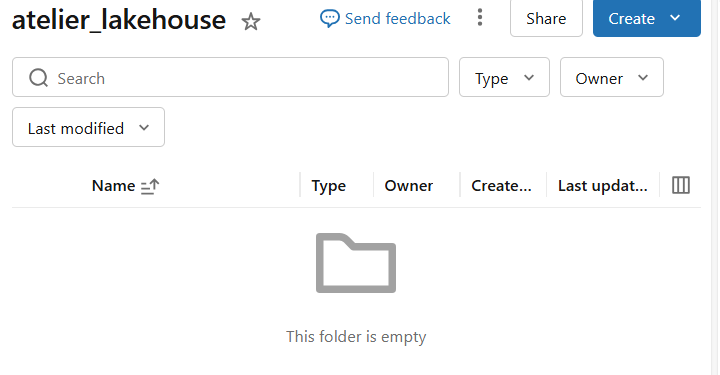 atelier_lakehouse
Send feedback
Share
Create
Search
Type
Owner
Last modified
Name Type Owner Create... Last updat...
This folder is empty